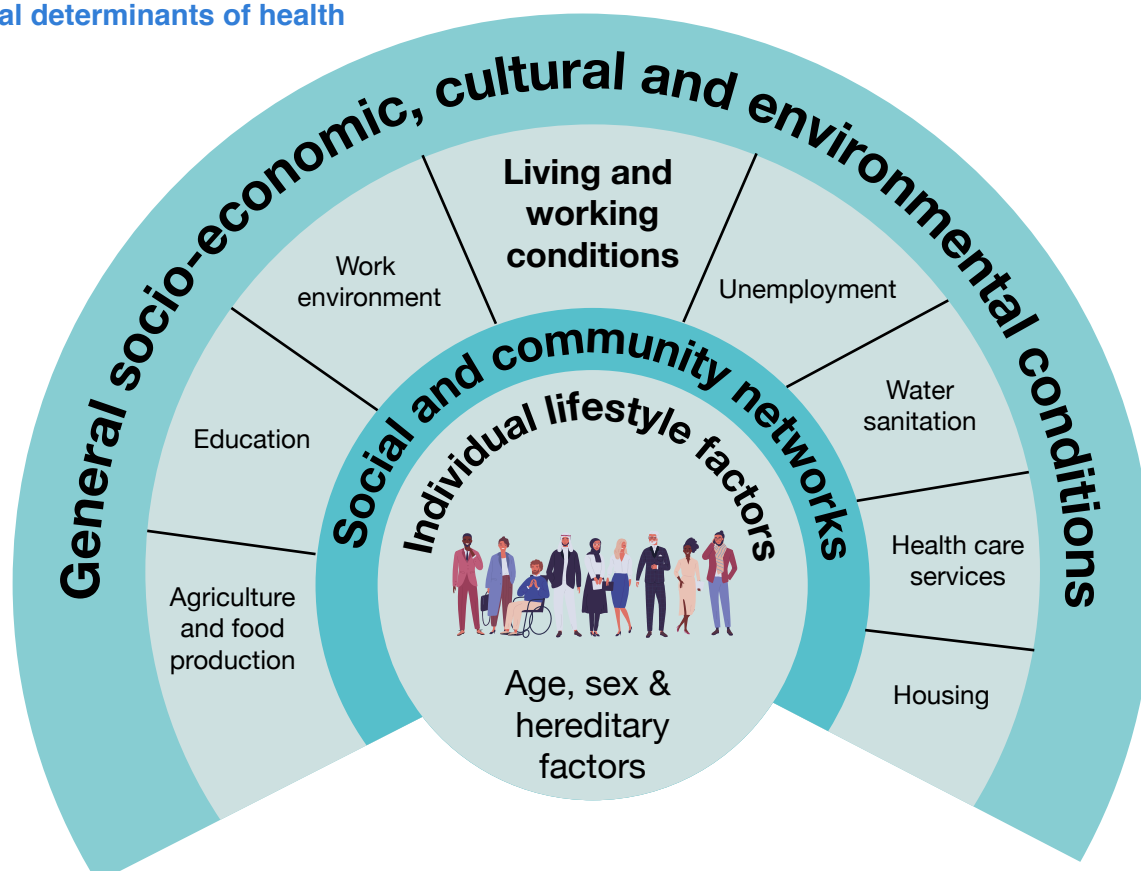 al determinants of health
General socio-economic, cultural and environmental conditions
Living and
working
conditions
Agriculture
and food
production
Education
Work
environment
Unemployment
Water
sanitation
Health care
services
Housing
Social and community networks
Individual lifestyle factors
Age, sex &
hereditary
factors